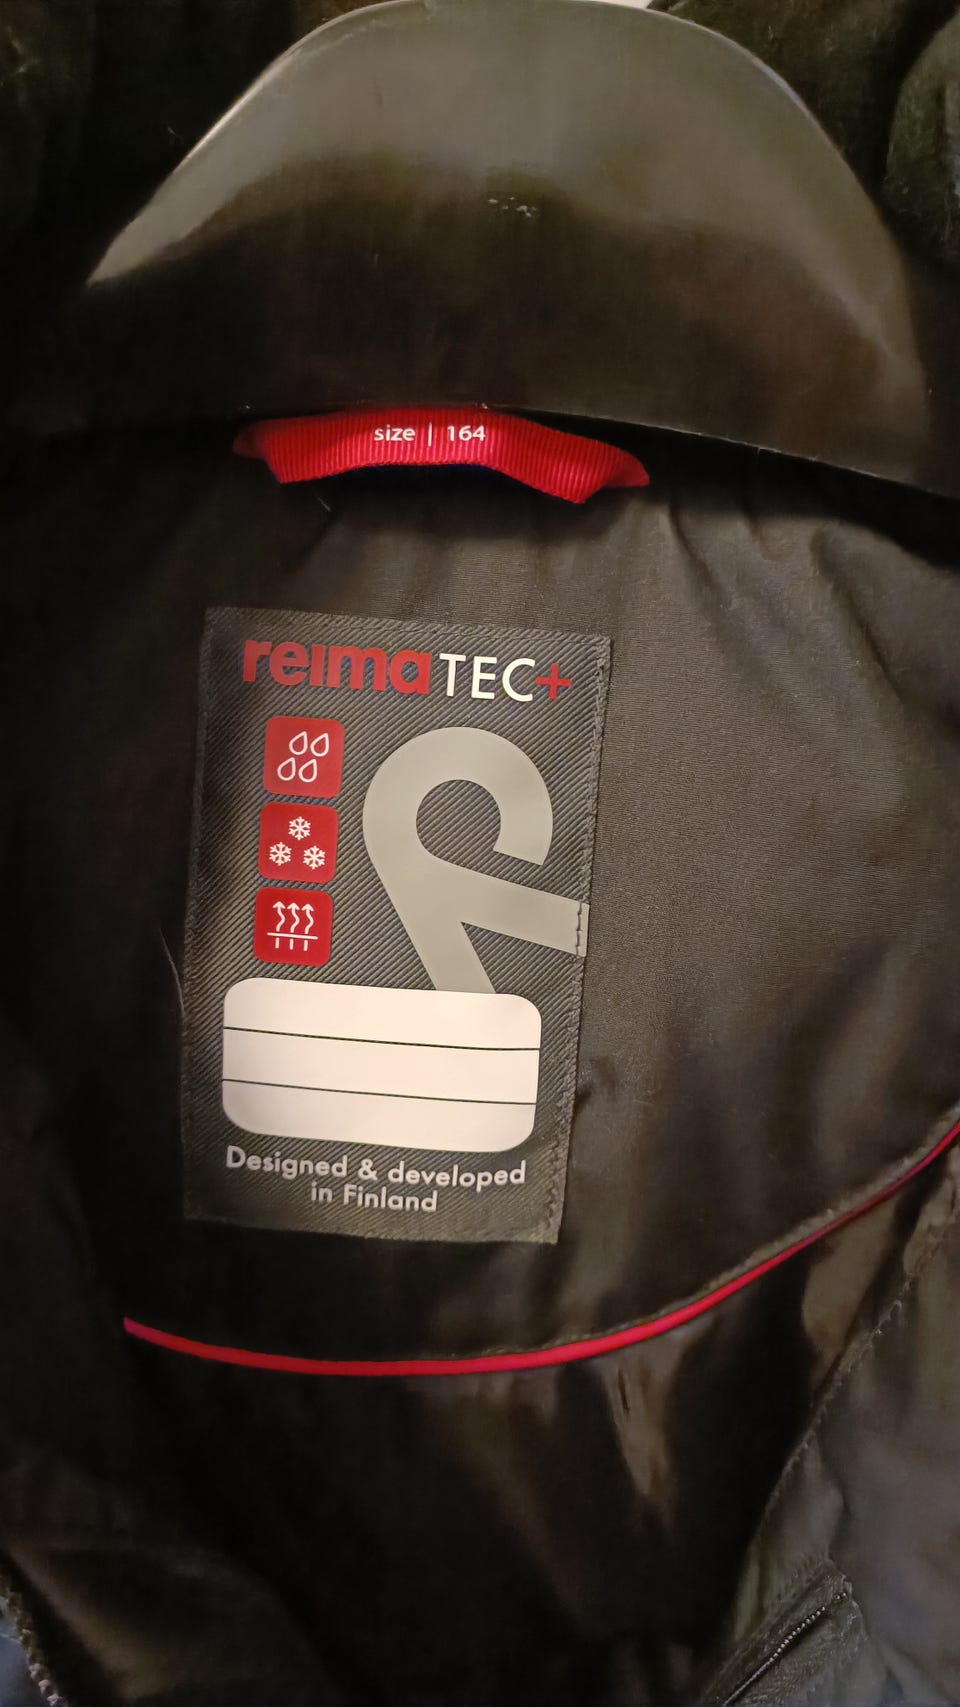 size | 164
reimaTEC+
Designed & developed
in Finland